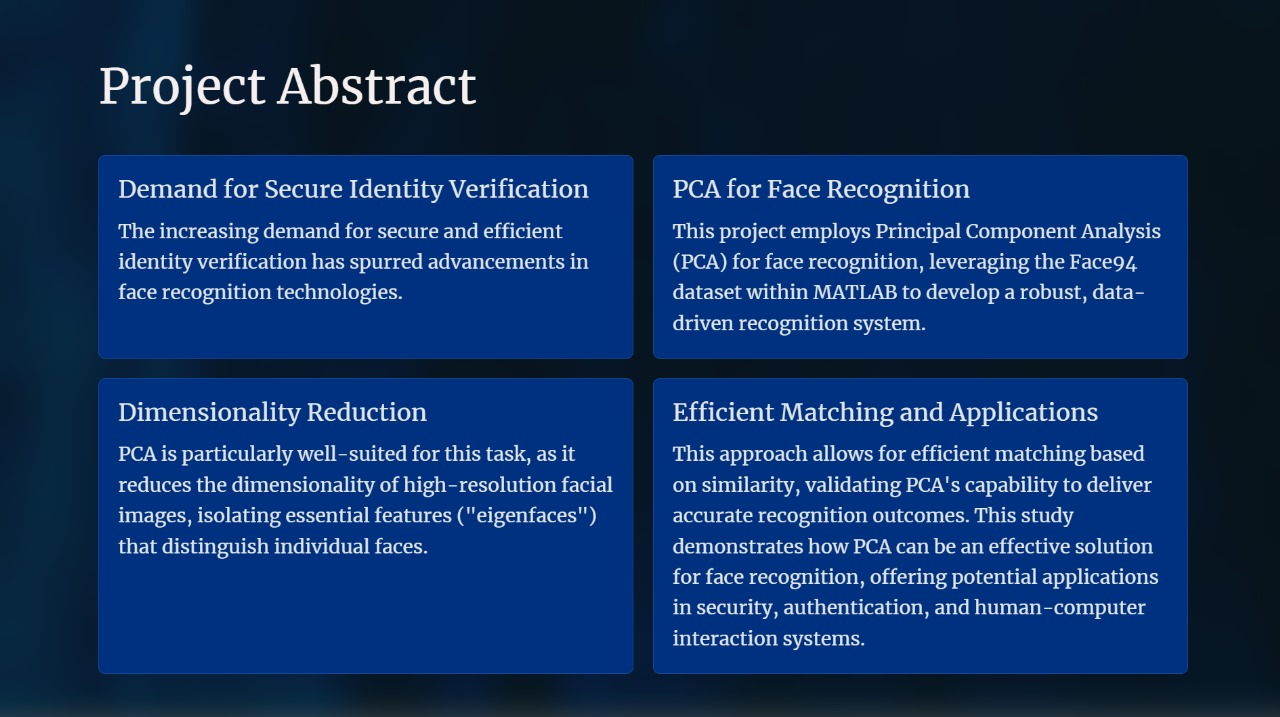 Project Abstract
Demand for Secure Identity Verification
The increasing demand for secure and efficient
identity verification has spurred advancements in
face recognition technologies.
PCA for Face Recognition
This project employs Principal Component Analysis
(PCA) for face recognition, leveraging the Face94
dataset within MATLAB to develop a robust, data-
driven recognition system.
Dimensionality Reduction
PCA is particularly well-suited for this task, as it
reduces the dimensionality of high-resolution facial
images, isolating essential features ("eigenfaces")
that distinguish individual faces.
Efficient Matching and Applications
This approach allows for efficient matching based
on similarity, validating PCA's capability to deliver
accurate recognition outcomes. This study
demonstrates how PCA can be an effective solution
for face recognition, offering potential applications
in security, authentication, and human-computer
interaction systems.